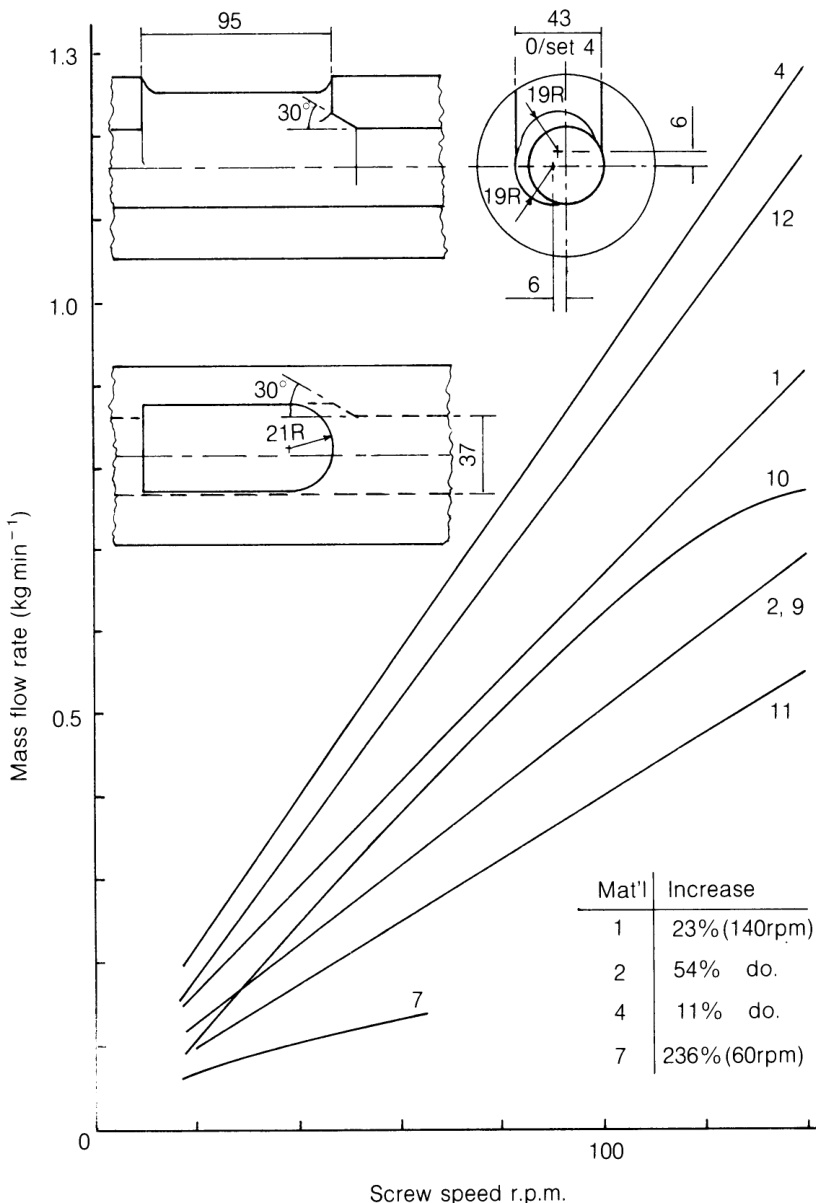 95
43
0/set 4
1.3
4
30°
19R
6
19R
12
6
1.0
1
30°
21R
37
10
Mass flow rate (kg min⁻¹)
2, 9
0.5
11
Mat'l Increase
1 23% (140rpm)
2 54% do.
4 11% do.
7 236% (60rpm)
7
0
100
Screw speed r.p.m.